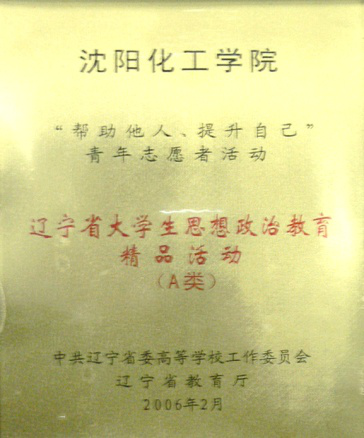 沈阳化工学院
“帮助他人、提升自己”
青年志愿者活动
辽宁省大学生思想政治教育
精品活动
（A类）
中共辽宁省委高等学校工作委员会
辽宁省教育厅
2006年2月